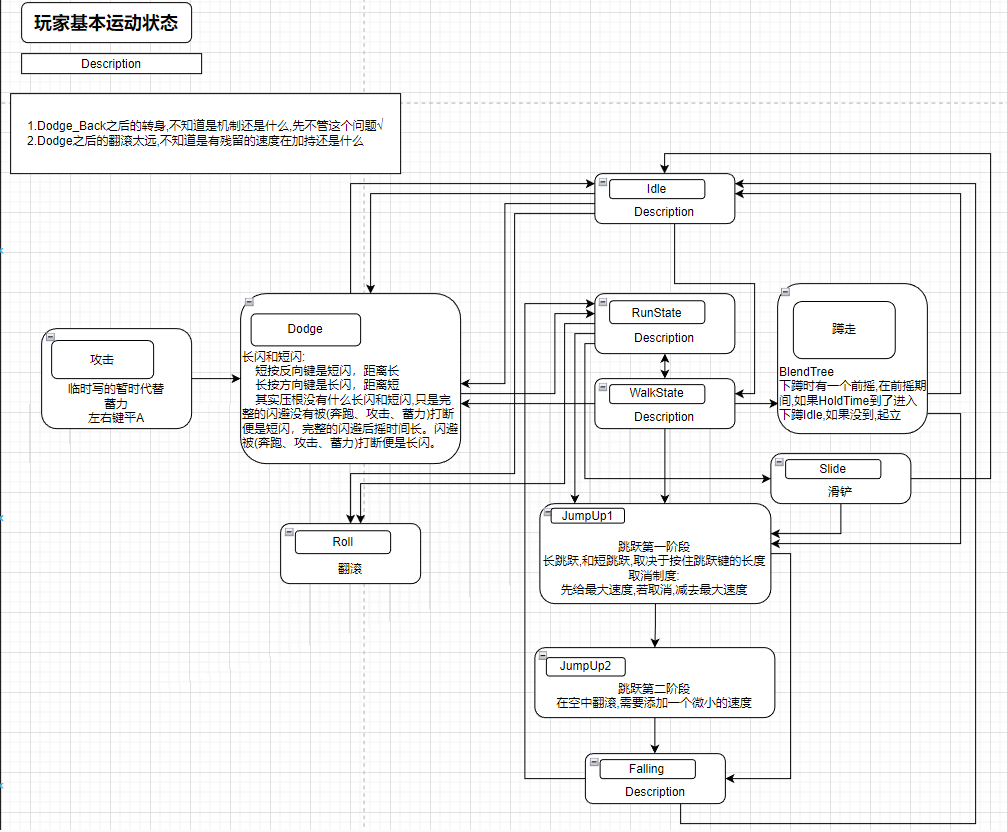 玩家基本运动状态
Description
1.Dodge_Back之后的转身,不知道是机制还是什么,先不管这个问题√
2.Dodge之后的翻滚太远,不知道是有残留的速度在加持还是什么
Idle
Description
Dodge
长闪和短闪:
短按反向键是短闪，距离长
长按方向键是长闪，距离短
其实压根没有什么长闪和短闪,只是完
整的闪避没有被(奔跑、攻击、蓄力)打断
便是短闪，完整的闪避后摇时间长。闪避
被(奔跑、攻击、蓄力)打断便是长闪。
攻击
临时写的暂时代替
蓄力
左右键平A
RunState
Description
WalkState
Description
蹲走
BlendTree
下蹲时有一个前摇,在前摇期
间,如果HoldTime到了进入
下蹲Idle,如果没到,起立
Slide
滑铲
Roll
翻滚
JumpUp1
跳跃第一阶段
长跳跃,和短跳跃,取决于按住跳跃键的长度
取消制度:
先给最大速度,若取消,减去最大速度
JumpUp2
跳跃第二阶段
在空中翻滚,需要添加一个微小的速度
Falling
Description